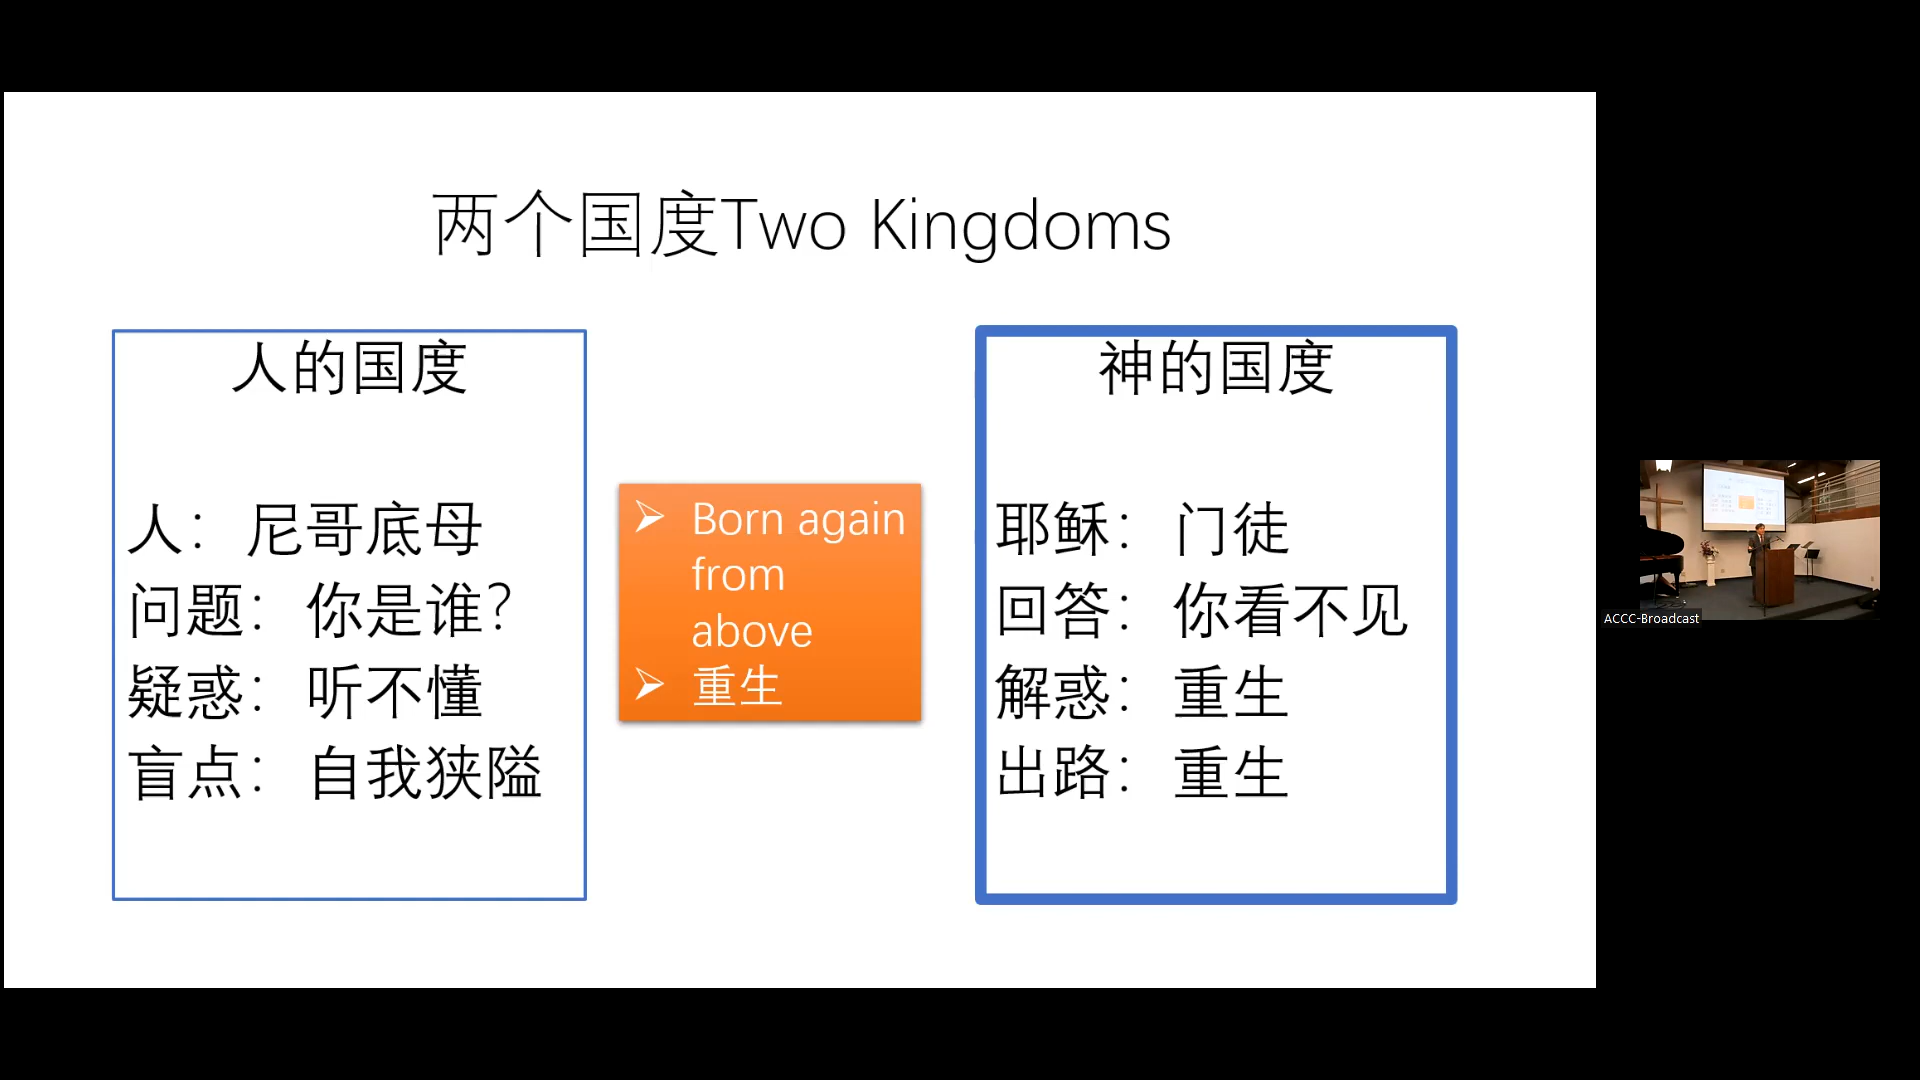 两个国度Two Kingdoms
人的国度
人：尼哥底母
问题：你是谁？
疑惑：听不懂
盲点：自我狭隘
Born again
from
above
重生
神的国度
耶稣：门徒
回答：你看不见
解惑：重生
出路：重生
ACCC-Broadcast